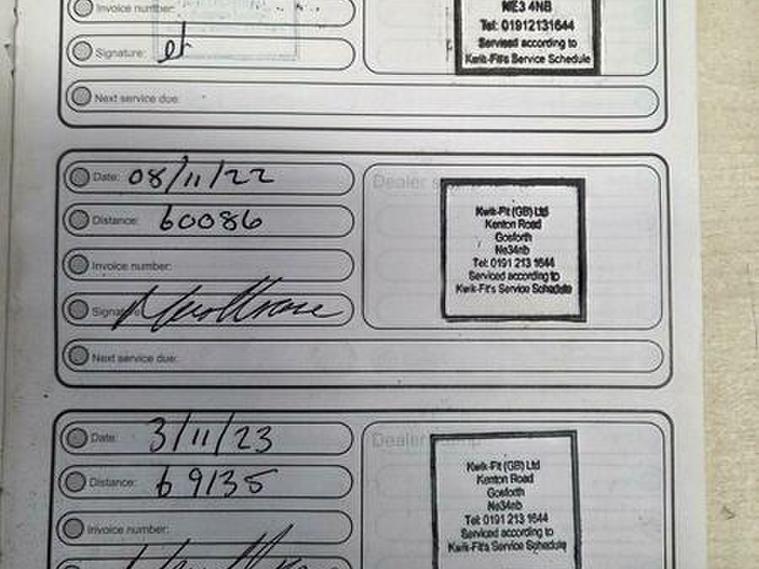 Invoice number:
NE3 4NB
Tel: 01912131644
Serviced according to
Kwik-Fit's Service Schedule
Signature:
Next service due:
Date: 08/11/22
Dealer
Distance: 60086
Invoice number:
Signature:
Kwik-Fit (GB) Ltd
Kenton Road
Gosforth
Ne34nb
Tel: 0191 213 1644
Serviced according to
Kwik-Fit's Service Schedule
Next service due:
Date: 3/11/23
Dealer
Distance: 69135
Invoice number:
Kwik-Fit (GB) Ltd
Kenton Road
Gosforth
Ne34nb
Tel: 0191 213 1644
Serviced according to
Kwik-Fit's Service Schedule